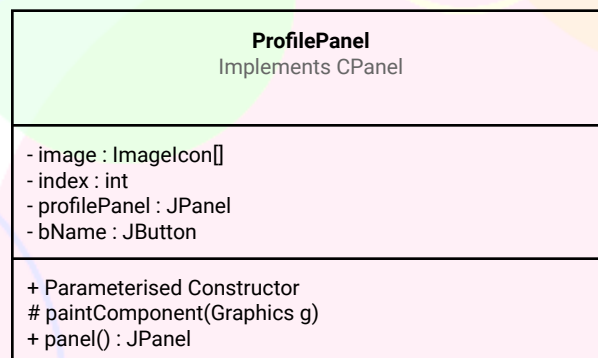 ProfilePanel
Implements CPanel
- image : ImageIcon[]
- index : int
- profilePanel : JPanel
- bName : JButton
+ Parameterised Constructor
# paintComponent(Graphics g)
+ panel() : JPanel